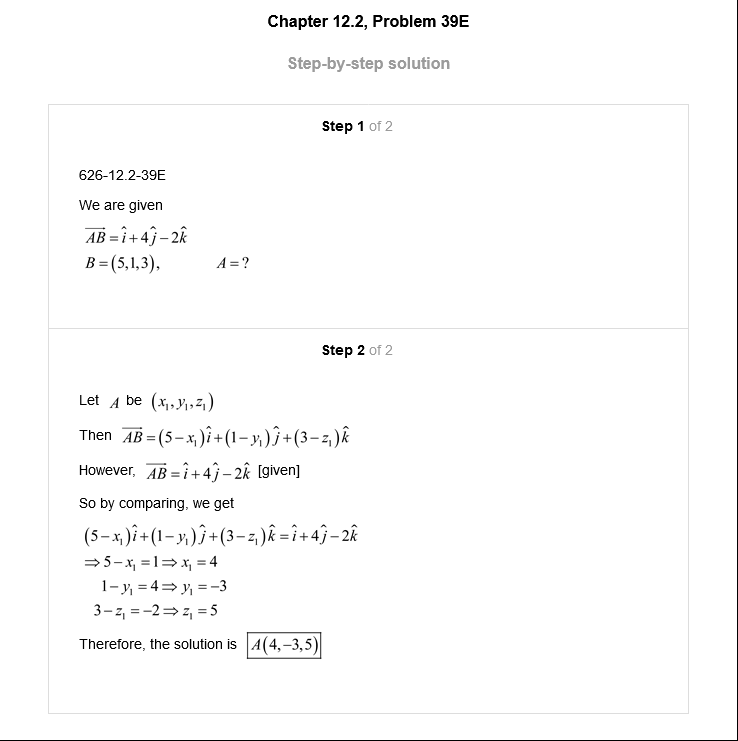 Chapter 12.2, Problem 39E
Step-by-step solution
Step 1 of 2
626-12.2-39E
We are given
$\overrightarrow{AB} = \hat{i} + 4\hat{j} - 2\hat{k}$
$B = (5,1,3), \quad A = ?$
Step 2 of 2
Let $A$ be $(x_1, y_1, z_1)$
Then $\overrightarrow{AB} = (5 - x_1)\hat{i} + (1 - y_1)\hat{j} + (3 - z_1)\hat{k}$
However, $\overrightarrow{AB} = \hat{i} + 4\hat{j} - 2\hat{k}$ [given]
So by comparing, we get
$(5 - x_1)\hat{i} + (1 - y_1)\hat{j} + (3 - z_1)\hat{k} = \hat{i} + 4\hat{j} - 2\hat{k}$
$\Rightarrow 5 - x_1 = 1 \Rightarrow x_1 = 4$
$1 - y_1 = 4 \Rightarrow y_1 = -3$
$3 - z_1 = -2 \Rightarrow z_1 = 5$
Therefore, the solution is $\boxed{A(4,-3,5)}$